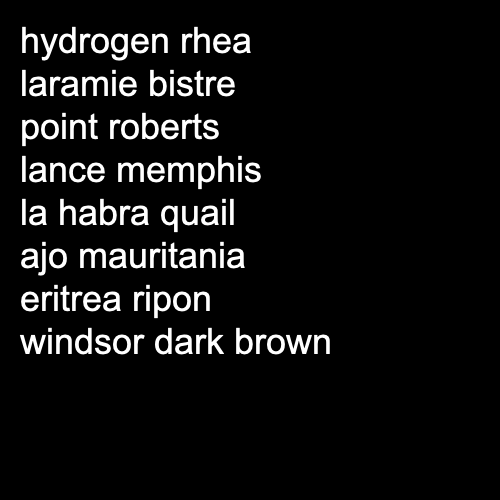 hydrogen rhea
laramie bistre
point roberts
lance memphis
la habra quail
ajo mauritania
eritrea ripon
windsor dark brown